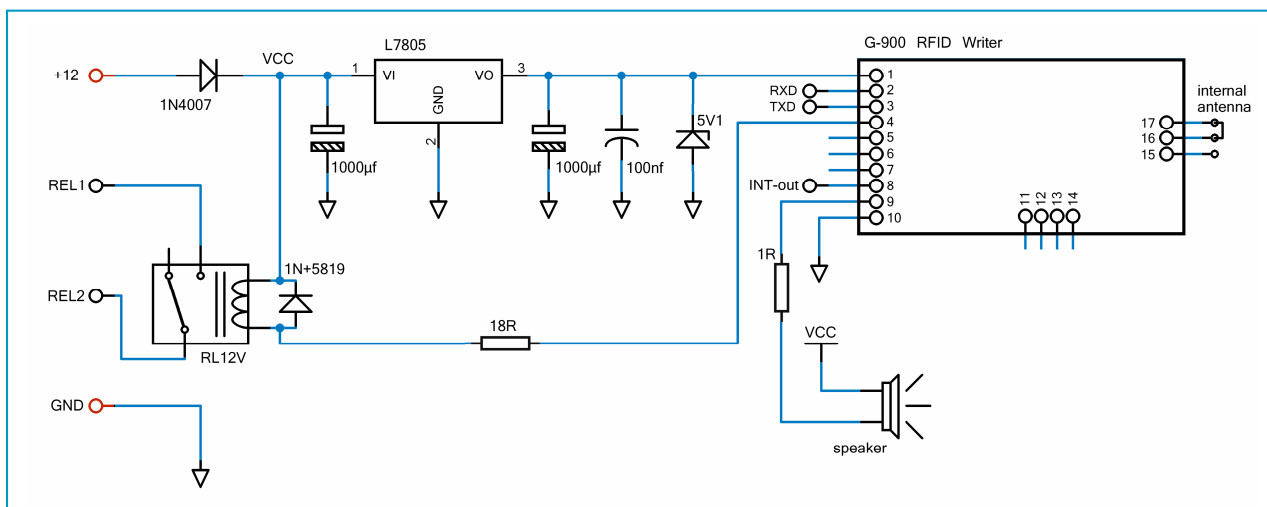 G-900 RFID Writer
L7805
VCC
+12
1N4007
1
VI
VO
3
GND
2
1000µf
1000µf
100nf
5V1
RXD
TXD
INT-out
1
2
3
4
5
6
7
8
9
10
11
12
13
14
17
16
15
internal
antenna
REL1
REL2
1N+5819
RL12V
18R
1R
VCC
GND
speaker